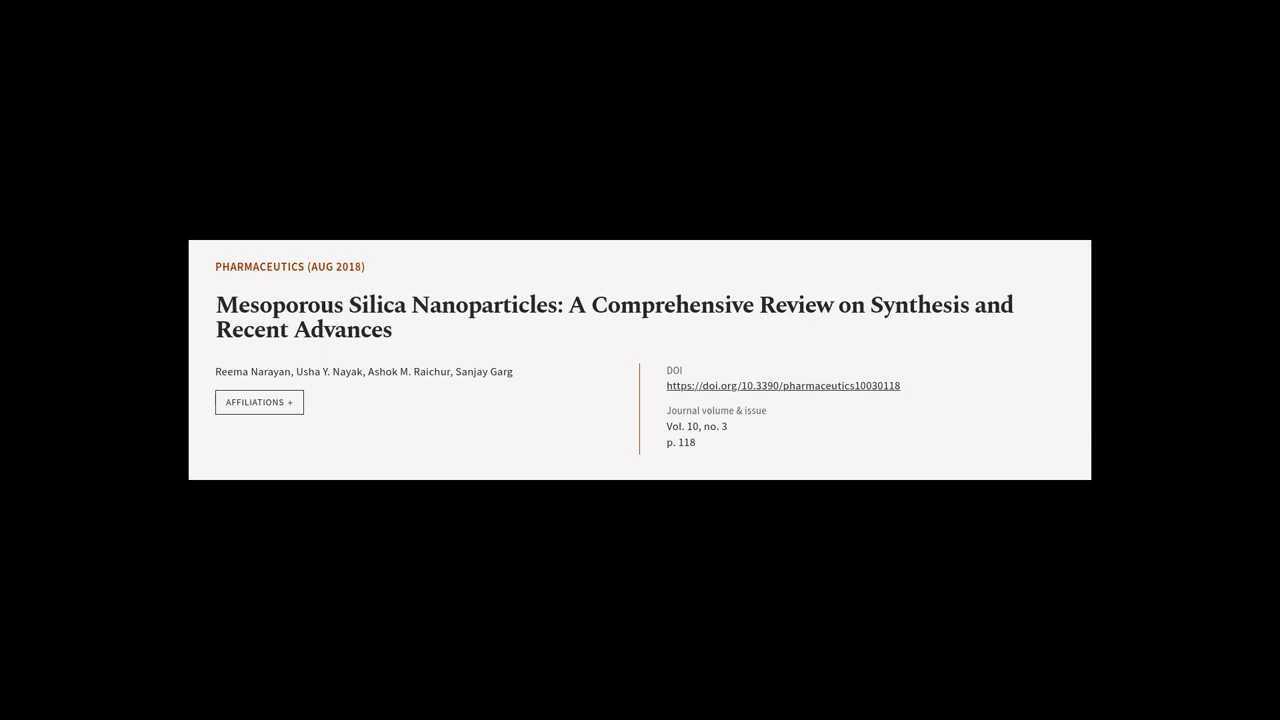 PHARMACEUTICS (AUG 2018)
Mesoporous Silica Nanoparticles: A Comprehensive Review on Synthesis and
Recent Advances
Reema Narayan, Usha Y. Nayak, Ashok M. Raichur, Sanjay Garg
AFFILIATIONS +
DOI
https://doi.org/10.3390/pharmaceutics10030118
Journal volume & issue
Vol. 10, no. 3
p. 118